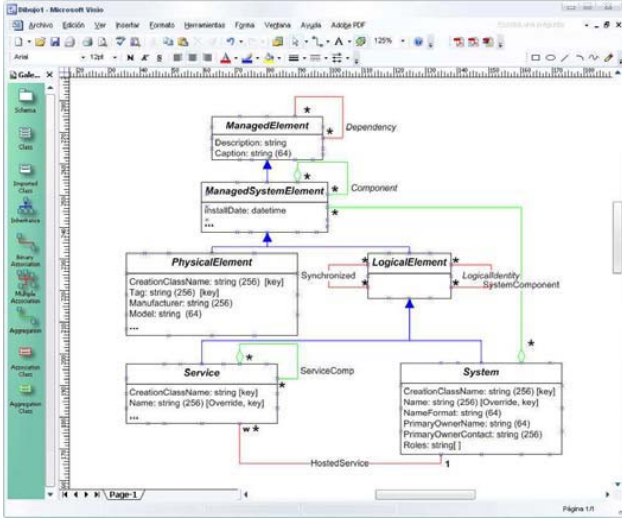 Dibujo1 - Microsoft Visio
Archivo Edición Ver Insertar Formato Herramientas Forma Ventana Ayuda Adobe PDF
125%
Arial 12pt N K S
Gale...
Schema
Class
Imported Class
Inheritance
Binary Association
Multiple Association
Aggregation
Association Class
Aggregation Class
ManagedElement
Description: string
Caption: string (64)
*
*
Dependency
ManagedSystemElement
InstallDate: datetime
...
*
*
Component
*
PhysicalElement
CreationClassName: string (256) [key]
Tag: string (256) [key]
Manufacturer: string (256)
Model: string (64)
...
LogicalElement
*
*
*
*
Synchronized
LogicalIdentity
SystemComponent
*
Service
CreationClassName: string [key]
Name: string (256) [Override, key]
...
*
*
ServiceComp
System
CreationClassName: string (256) [key]
Name: string (256) [Override, key]
NameFormat: string (64)
PrimaryOwnerName: string (64)
PrimaryOwnerContact: string (256)
Roles: string[ ]
w *
HostedService
1
Page-1
Página 1/1